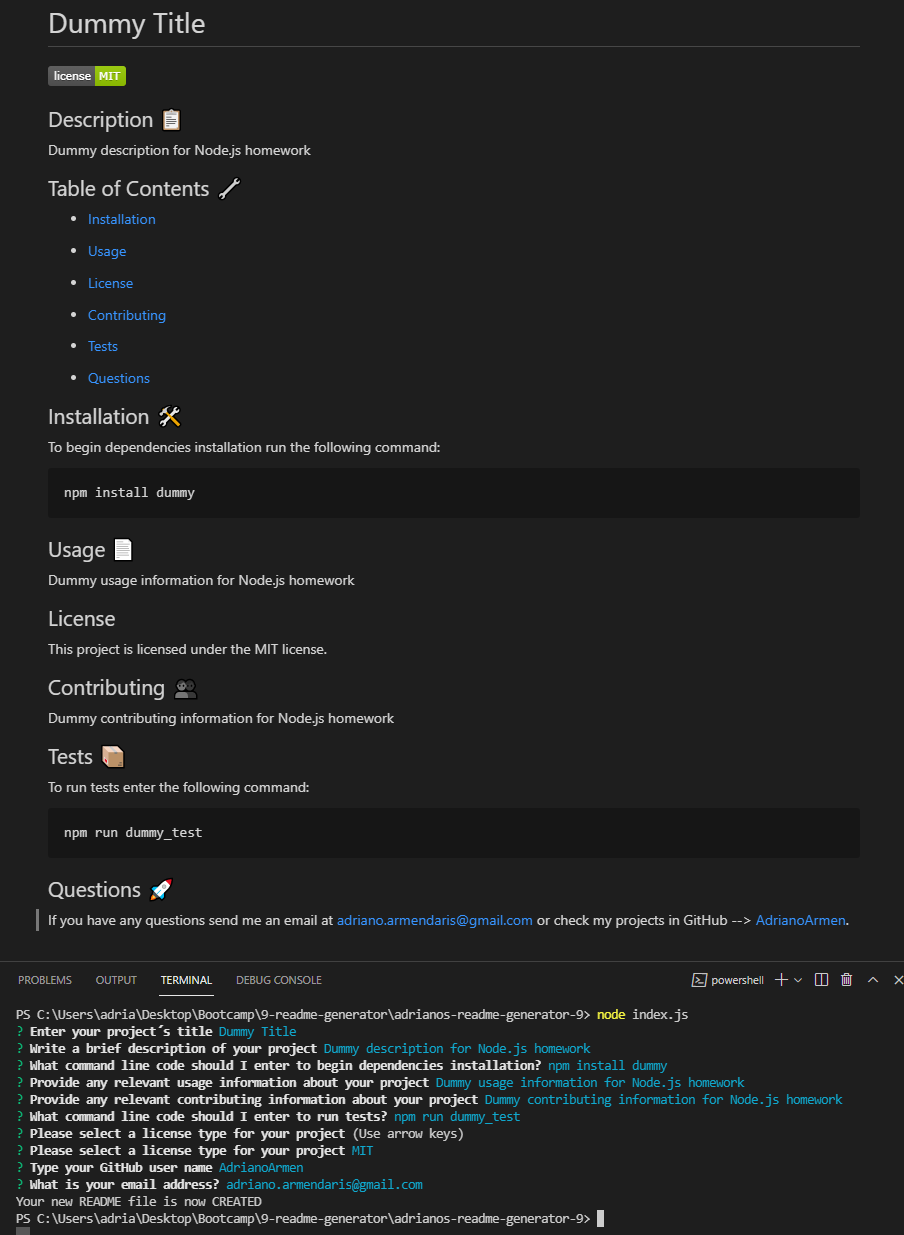 Dummy Title
license MIT
Description
Dummy description for Node.js homework
Table of Contents
Installation
Usage
License
Contributing
Tests
Questions
Installation
To begin dependencies installation run the following command:
npm install dummy
Usage
Dummy usage information for Node.js homework
License
This project is licensed under the MIT license.
Contributing
Dummy contributing information for Node.js homework
Tests
To run tests enter the following command:
npm run dummy_test
Questions
If you have any questions send me an email at adriano.armendaris@gmail.com or check my projects in GitHub --> AdrianoArmen.
PROBLEMS OUTPUT TERMINAL DEBUG CONSOLE powershell
PS C:\Users\adria\Desktop\Bootcamp\9-readme-generator\adrianos-readme-generator-9> node index.js
? Enter your project´s title Dummy Title
? Write a brief description of your project Dummy description for Node.js homework
? What command line code should I enter to begin dependencies installation? npm install dummy
? Provide any relevant usage information about your project Dummy usage information for Node.js homework
? Provide any relevant contributing information about your project Dummy contributing information for Node.js homework
? What command line code should I enter to run tests? npm run dummy_test
? Please select a license type for your project (Use arrow keys)
? Please select a license type for your project MIT
? Type your GitHub user name AdrianoArmen
? What is your email address? adriano.armendaris@gmail.com
Your new README file is now CREATED
PS C:\Users\adria\Desktop\Bootcamp\9-readme-generator\adrianos-readme-generator-9>